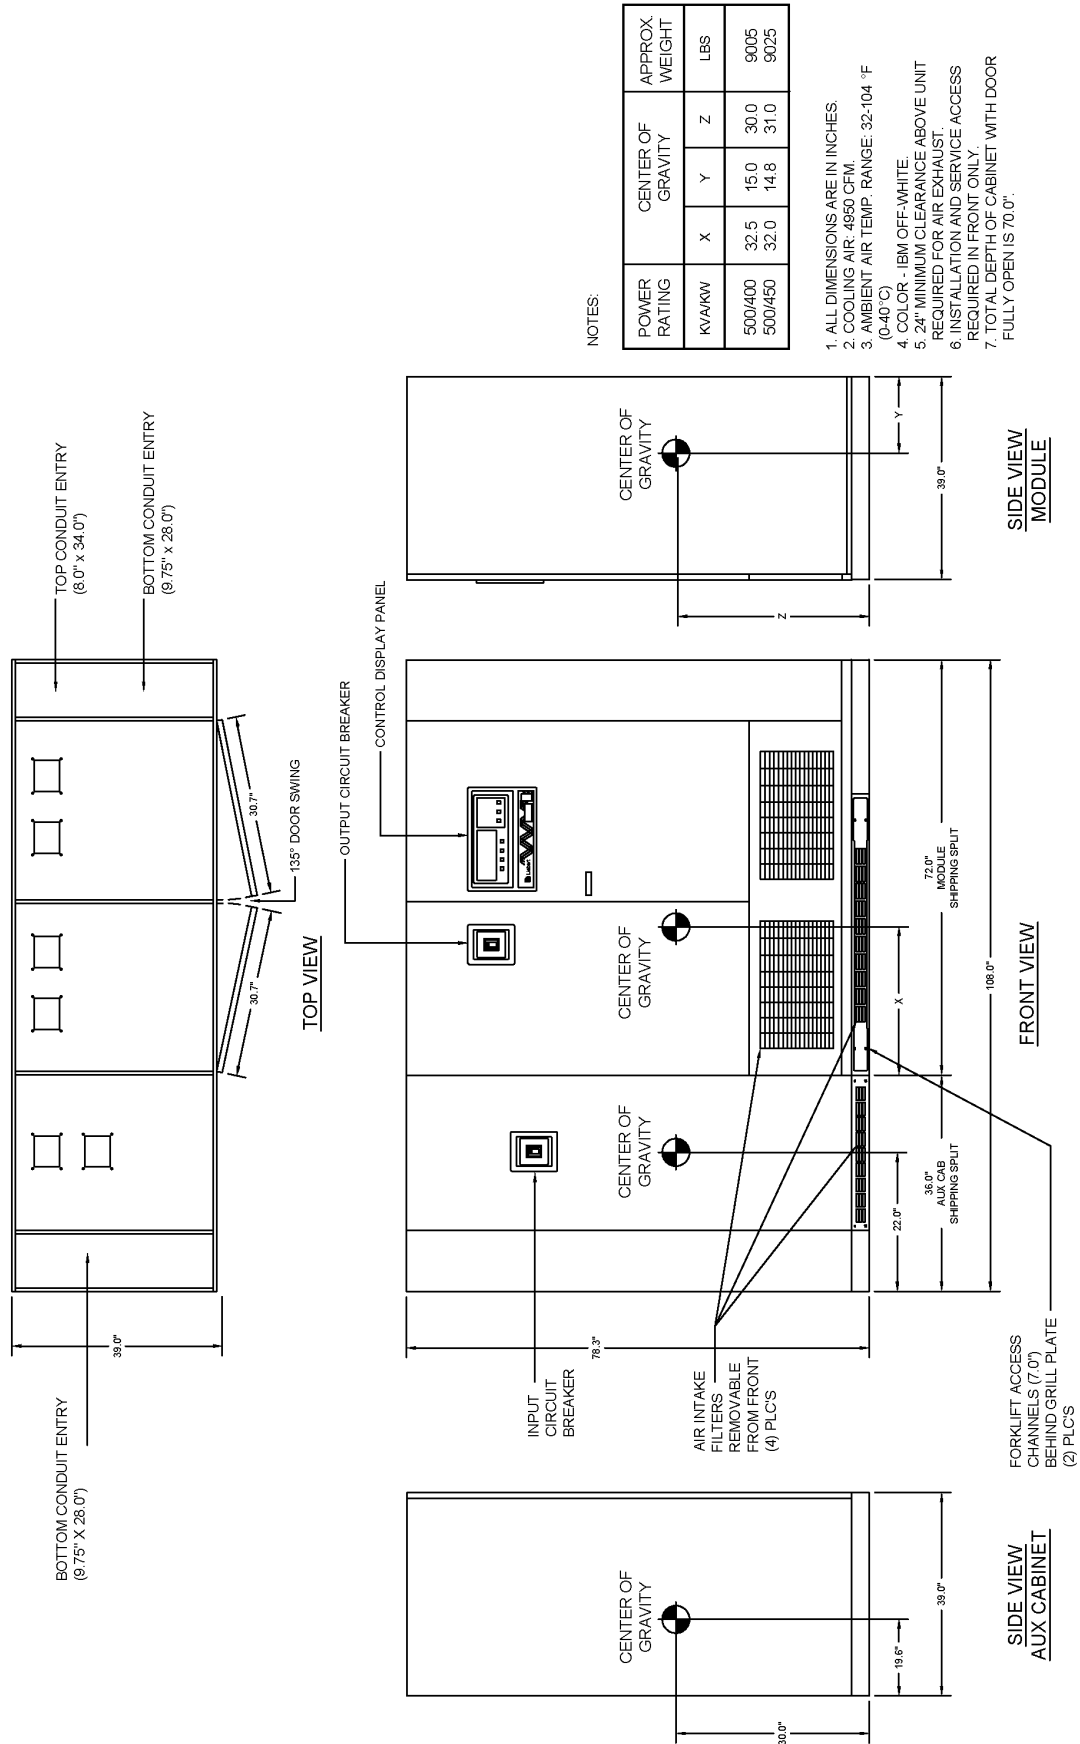 BOTTOM CONDUIT ENTRY
(9.75" X 28.0")
39.0"
30.7"
30.7"
135° DOOR SWING
TOP CONDUIT ENTRY
(8.0" x 34.0")
BOTTOM CONDUIT ENTRY
(9.75" x 28.0")
TOP VIEW
OUTPUT CIRCUIT BREAKER
CONTROL DISPLAY PANEL
CENTER OF
GRAVITY
19.6"
39.0"
30.0"
SIDE VIEW
AUX CABINET
INPUT
CIRCUIT
BREAKER
AIR INTAKE
FILTERS
REMOVABLE
FROM FRONT
(4) PLC'S
FORKLIFT ACCESS
CHANNELS (7.0")
BEHIND GRILL PLATE
(2) PLC'S
78.3"
CENTER OF
GRAVITY
CENTER OF
GRAVITY
Liebert
22.0"
X
36.0"
AUX CAB
SHIPPING SPLIT
72.0"
MODULE
SHIPPING SPLIT
108.0"
FRONT VIEW
CENTER OF
GRAVITY
Z
Y
39.0"
SIDE VIEW
MODULE
NOTES:
POWER RATING CENTER OF GRAVITY APPROX. WEIGHT
KVA/KW X Y Z LBS
500/400 32.5 15.0 30.0 9005
500/450 32.0 14.8 31.0 9025
1. ALL DIMENSIONS ARE IN INCHES.
2. COOLING AIR: 4950 CFM.
3. AMBIENT AIR TEMP. RANGE: 32-104 °F
(0-40°C)
4. COLOR - IBM OFF-WHITE.
5. 24" MINIMUM CLEARANCE ABOVE UNIT
REQUIRED FOR AIR EXHAUST.
6. INSTALLATION AND SERVICE ACCESS
REQUIRED IN FRONT ONLY.
7. TOTAL DEPTH OF CABINET WITH DOOR
FULLY OPEN IS 70.0".